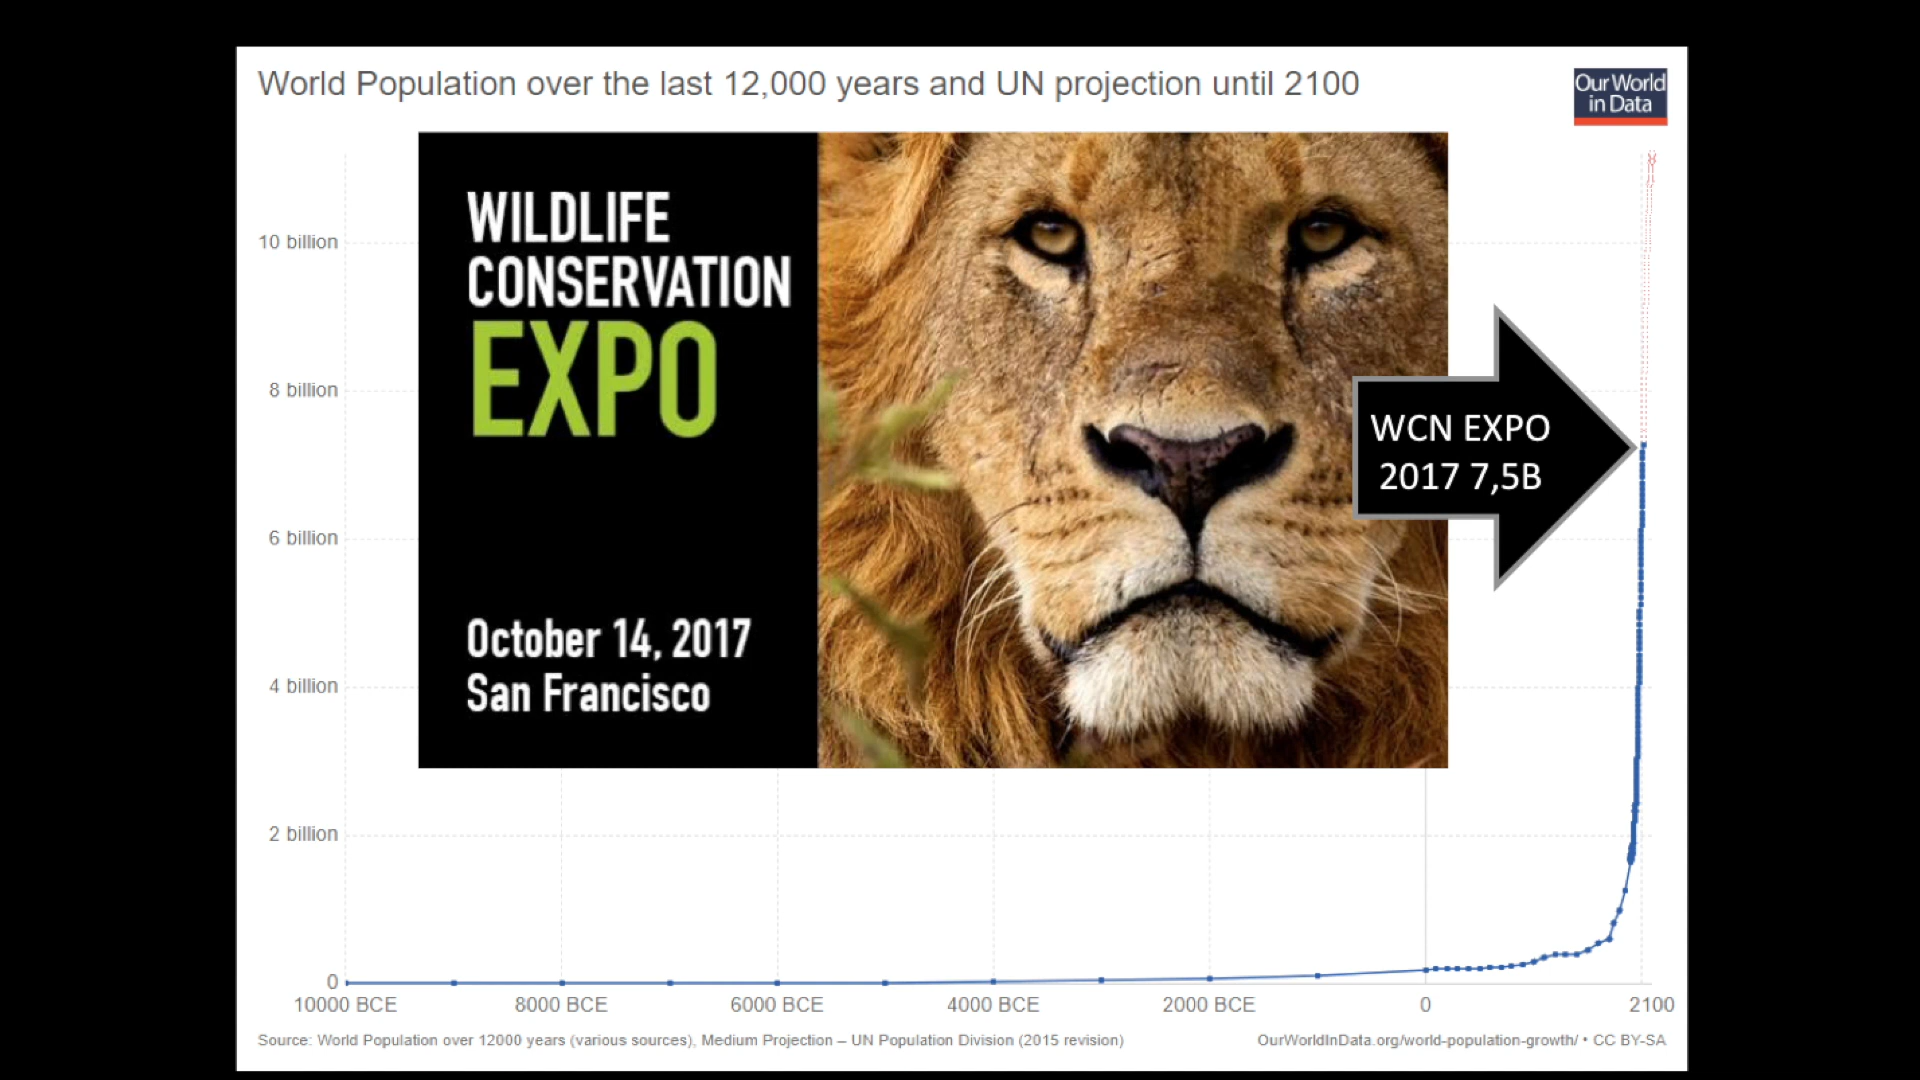 World Population over the last 12,000 years and UN projection until 2100
Our World
in Data
WILDLIFE
CONSERVATION
EXPO
October 14, 2017
San Francisco
WCN EXPO
2017 7,5B
10 billion
8 billion
6 billion
4 billion
2 billion
0
10000 BCE
8000 BCE
6000 BCE
4000 BCE
2000 BCE
0
2100
Source: World Population over 12000 years (various sources), Medium Projection – UN Population Division (2015 revision)
OurWorldInData.org/world-population-growth/ • CC BY-SA